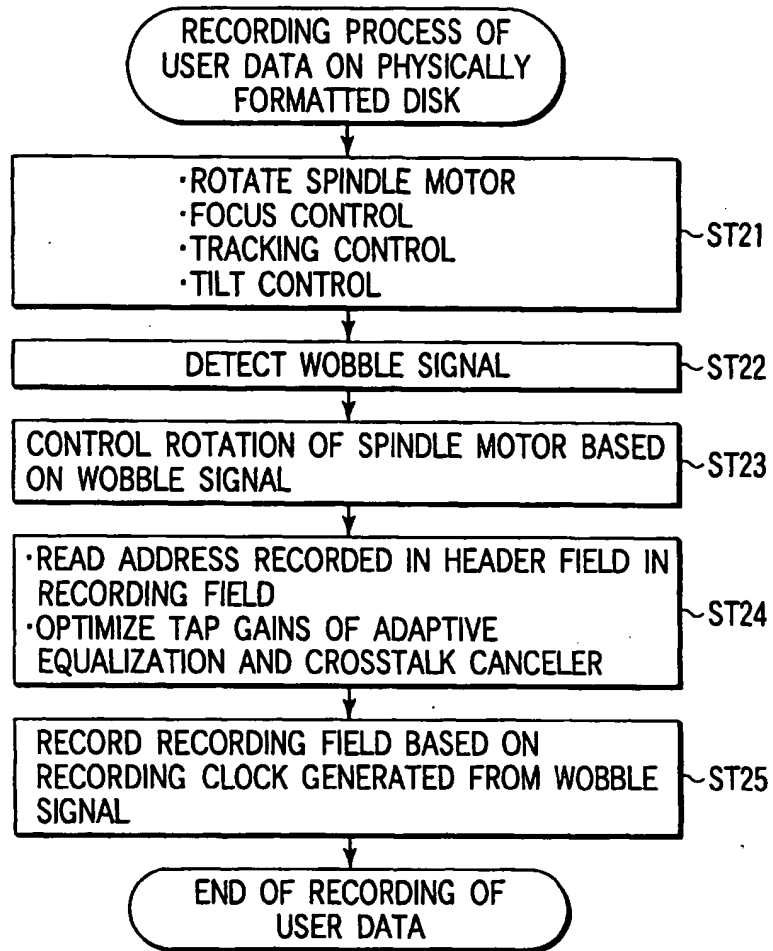 RECORDING PROCESS OF
USER DATA ON PHYSICALLY
FORMATTED DISK
·ROTATE SPINDLE MOTOR
·FOCUS CONTROL
·TRACKING CONTROL
·TILT CONTROL
~ST21
DETECT WOBBLE SIGNAL
~ST22
CONTROL ROTATION OF SPINDLE MOTOR BASED
ON WOBBLE SIGNAL
~ST23
·READ ADDRESS RECORDED IN HEADER FIELD IN
RECORDING FIELD
·OPTIMIZE TAP GAINS OF ADAPTIVE
EQUALIZATION AND CROSSTALK CANCELER
~ST24
RECORD RECORDING FIELD BASED ON
RECORDING CLOCK GENERATED FROM WOBBLE
SIGNAL
~ST25
END OF RECORDING OF
USER DATA